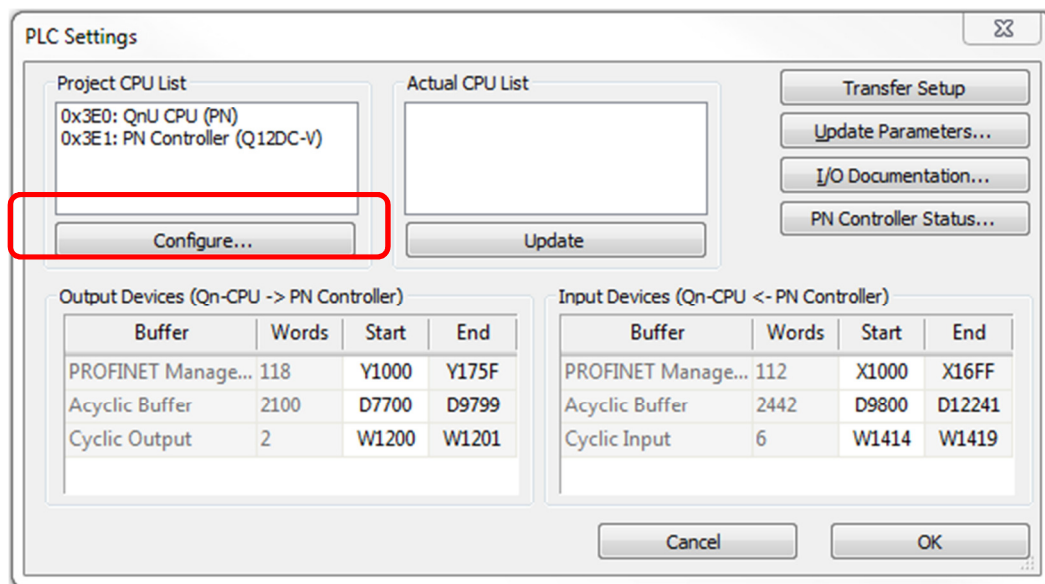 PLC Settings
Project CPU List
0x3E0: QnU CPU (PN)
0x3E1: PN Controller (Q12DC-V)
Configure...
Actual CPU List
Update
Transfer Setup
Update Parameters...
I/O Documentation...
PN Controller Status...
Output Devices (Qn-CPU -> PN Controller)
Buffer Words Start End
PROFINET Manage... 118 Y1000 Y175F
Acyclic Buffer 2100 D7700 D9799
Cyclic Output 2 W1200 W1201
Input Devices (Qn-CPU <- PN Controller)
Buffer Words Start End
PROFINET Manage... 112 X1000 X16FF
Acyclic Buffer 2442 D9800 D12241
Cyclic Input 6 W1414 W1419
Cancel
OK